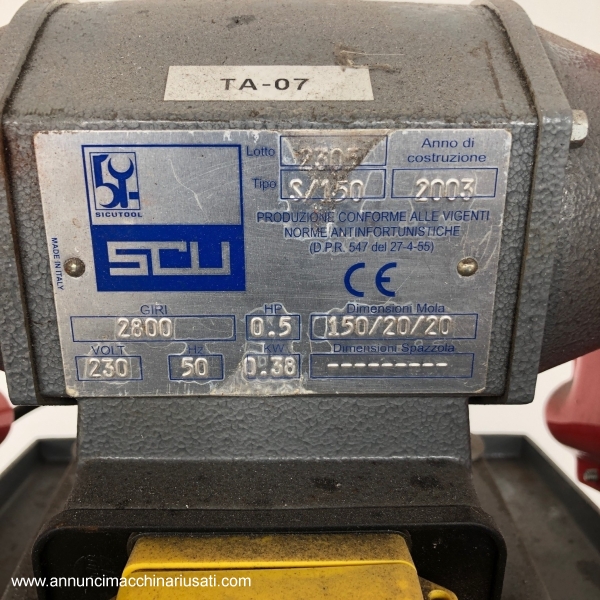 TA-07
Lotto 2305
Anno di
costruzione
Tipo S/150 2003
SICUTOOL
PRODUZIONE CONFORME ALLE VIGENTI
NORME ANTINFORTUNISTICHE
(D.P.R. 547 del 27-4-55)
MADE IN ITALY
SCU
CE
GIRI HP Dimensioni Mola
2800 0.5 150/20/20
VOLT Hz KW Dimensioni Spazzola
230 50 0.38 ---------
www.annuncimacchinariusati.com